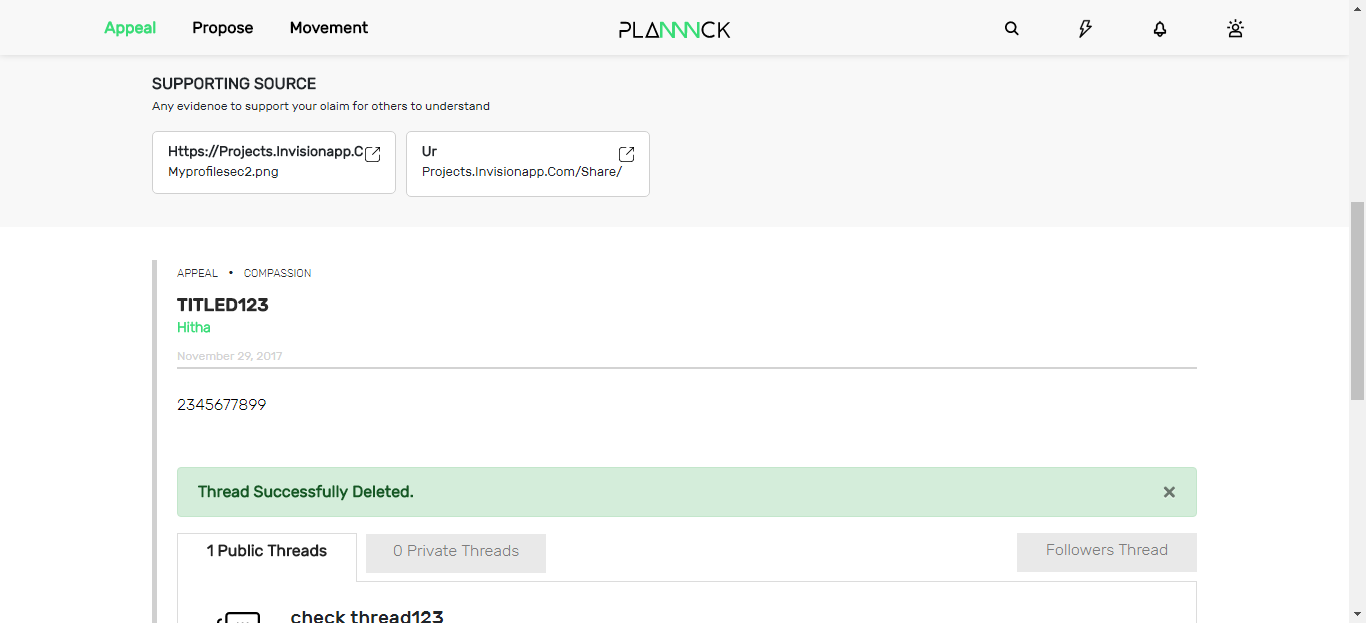 Appeal Propose Movement PLANNNCK
SUPPORTING SOURCE
Any evidence to support your olaim for others to understand
Https://Projects.Invisionapp.C
Myprofilesec2.png
Ur
Projects.Invisionapp.Com/Share/
APPEAL • COMPASSION
TITLED123
Hitha
November 29, 2017
2345677899
Thread Successfully Deleted. ×
1 Public Threads 0 Private Threads Followers Thread
check thread123